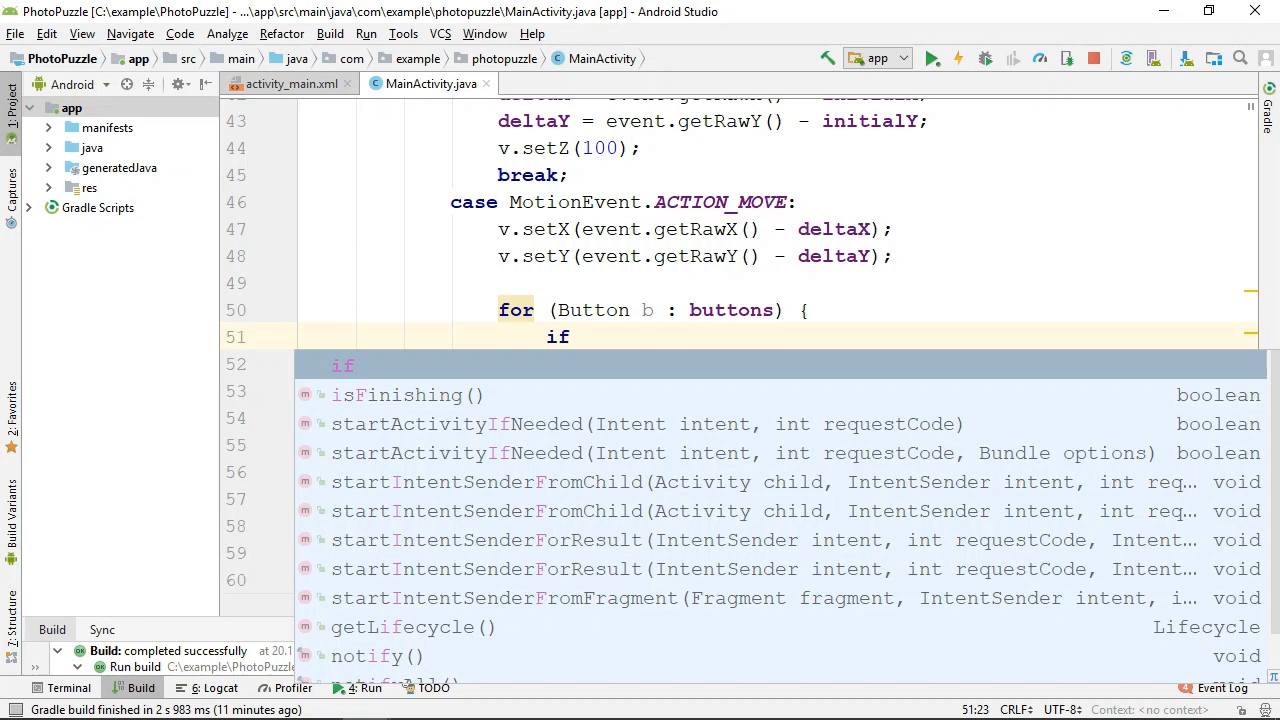 PhotoPuzzle [C:\example\PhotoPuzzle] - ...\app\src\main\java\com\example\photopuzzle\MainActivity.java [app] - Android Studio
File Edit View Navigate Code Analyze Refactor Build Run Tools VCS Window Help
PhotoPuzzle app src main java com example photopuzzle MainActivity app
Android activity_main.xml MainActivity.java
1: Project
Captures
2: Favorites
Build Variants
7: Structure
Gradle
app
manifests
java
generatedJava
res
Gradle Scripts
43 deltaY = event.getRawY() - initialY;
44 v.setZ(100);
45 break;
46 case MotionEvent.ACTION_MOVE:
47 v.setX(event.getRawX() - deltaX);
48 v.setY(event.getRawY() - deltaY);
49
50 for (Button b : buttons) {
51 if
52 if
53 isFinishing() boolean
54 startActivityIfNeeded(Intent intent, int requestCode) boolean
55 startActivityIfNeeded(Intent intent, int requestCode, Bundle options) boolean
56 startIntentSenderFromChild(Activity child, IntentSender intent, int req... void
57 startIntentSenderFromChild(Activity child, IntentSender intent, int req... void
58 startIntentSenderForResult(IntentSender intent, int requestCode, Intent... void
59 startIntentSenderForResult(IntentSender intent, int requestCode, Intent... void
60 startIntentSenderFromFragment(Fragment fragment, IntentSender intent, i... void
getLifecycle() Lifecycle
notify() void
Build Sync
Build: completed successfully at 20.1
Run build C:\example\PhotoPuzzle
Terminal Build 6: Logcat Profiler 4: Run TODO 4 Event Log
Gradle build finished in 2 s 983 ms (11 minutes ago) 51:23 CRLF UTF-8 Context: <no context>